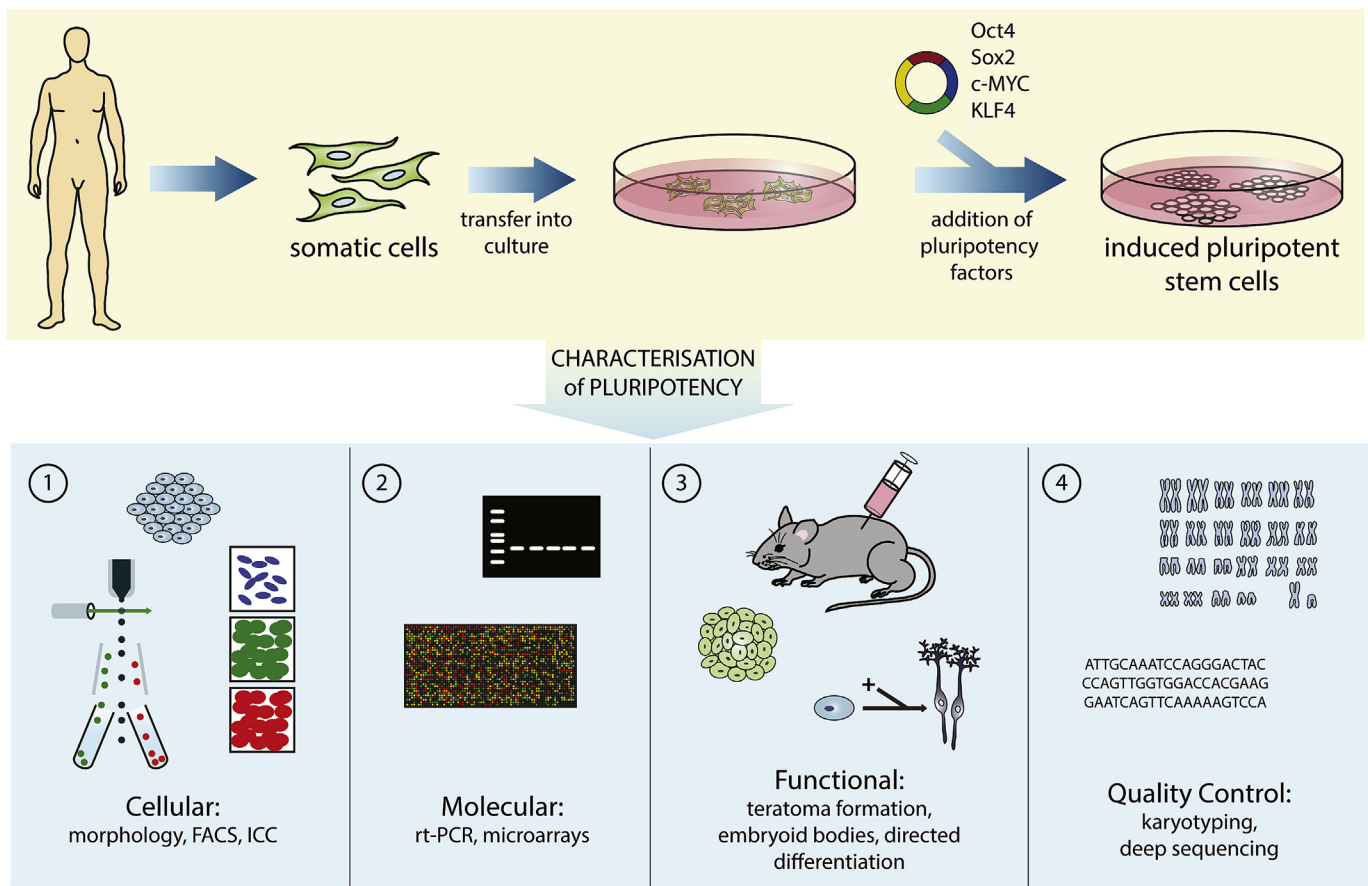 Oct4
Sox2
c-MYC
KLF4
somatic cells
transfer into
culture
addition of
pluripotency
factors
induced pluripotent
stem cells
CHARACTERISATION
of PLURIPOTENCY
1
Cellular:
morphology, FACS, ICC
2
Molecular:
rt-PCR, microarrays
3
+
Functional:
teratoma formation,
embryoid bodies, directed
differentiation
4
ATTGCAAATCCAGGGACTAC
CCAGTTGGTGGACCACGAAG
GAATCAGTTCAAAAAGTCCA
Quality Control:
karyotyping,
deep sequencing